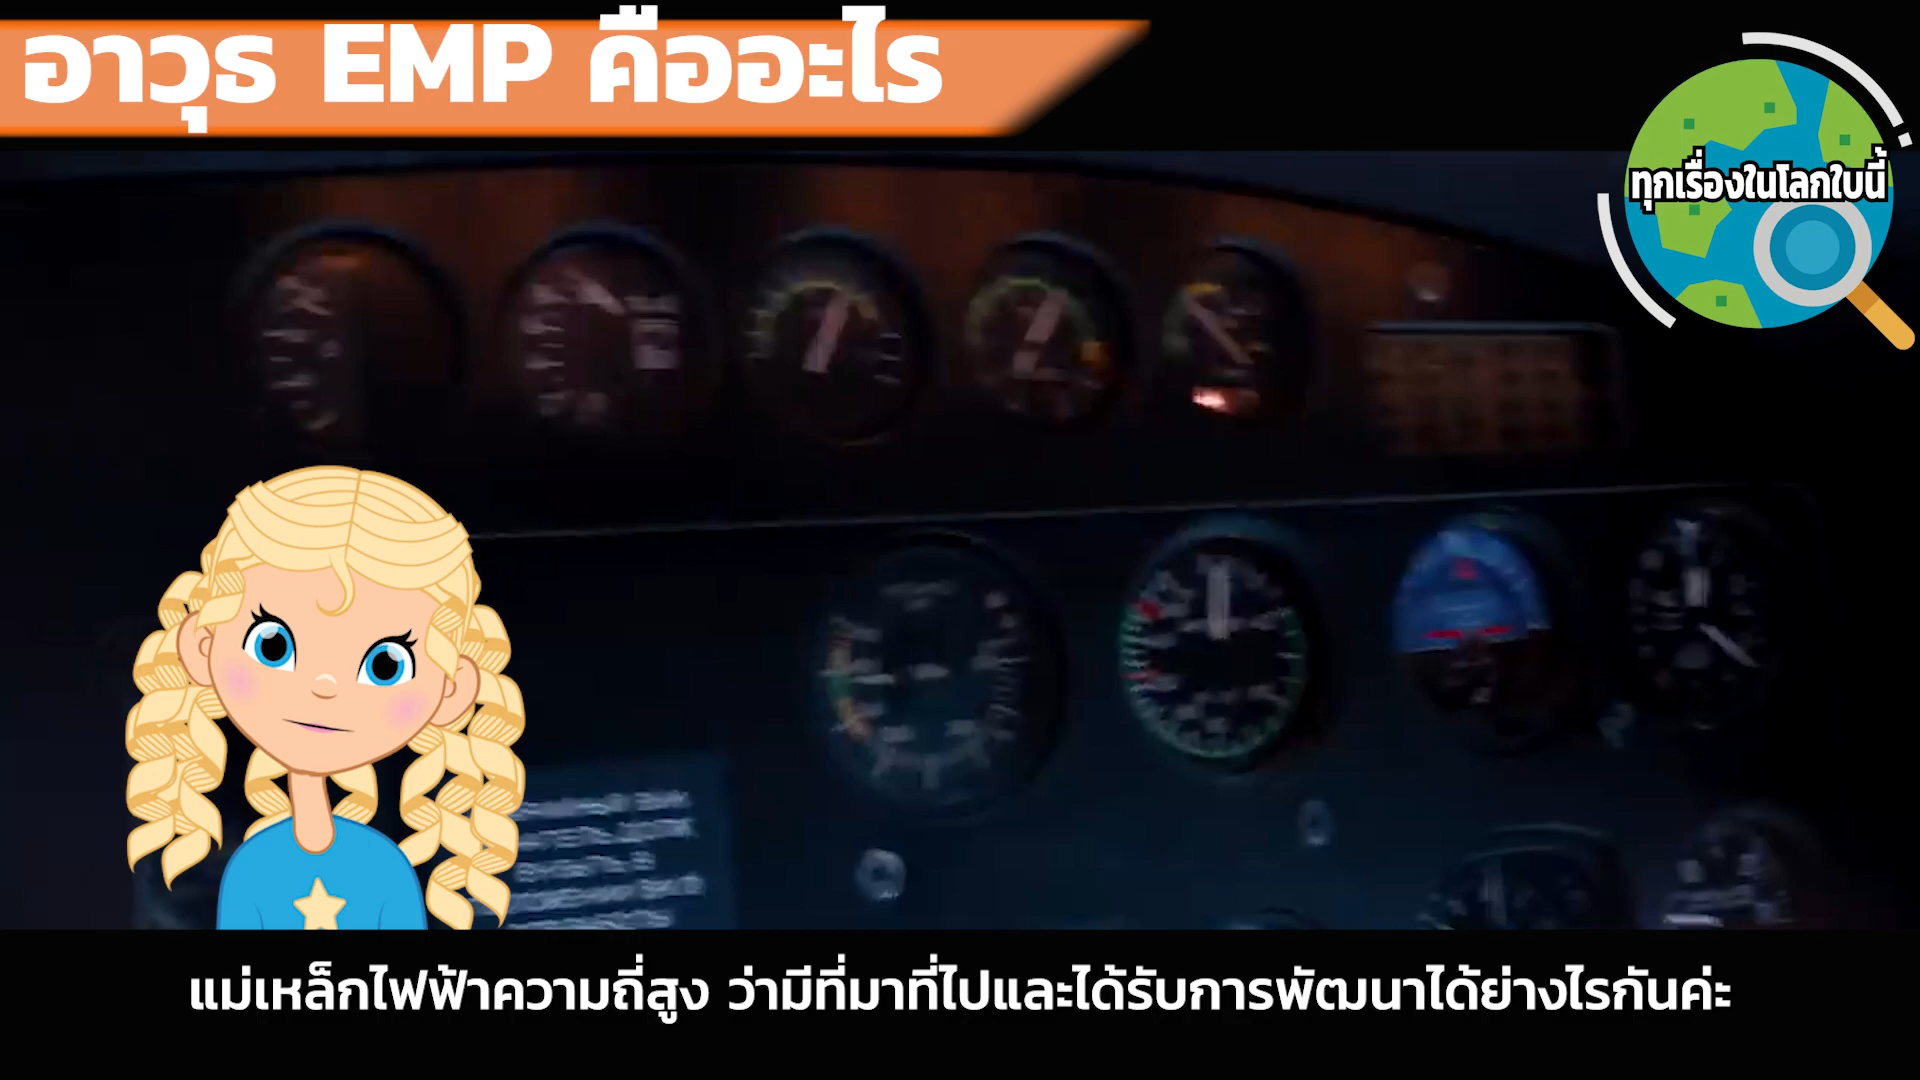 อาวุธ EMP คืออะไร
ทุกเรื่องในโลกใบนี้
แม่เหล็กไฟฟ้าความถี่สูง ว่ามีที่มาที่ไปและได้รับการพัฒนาได้ย่างไรกันค่ะ